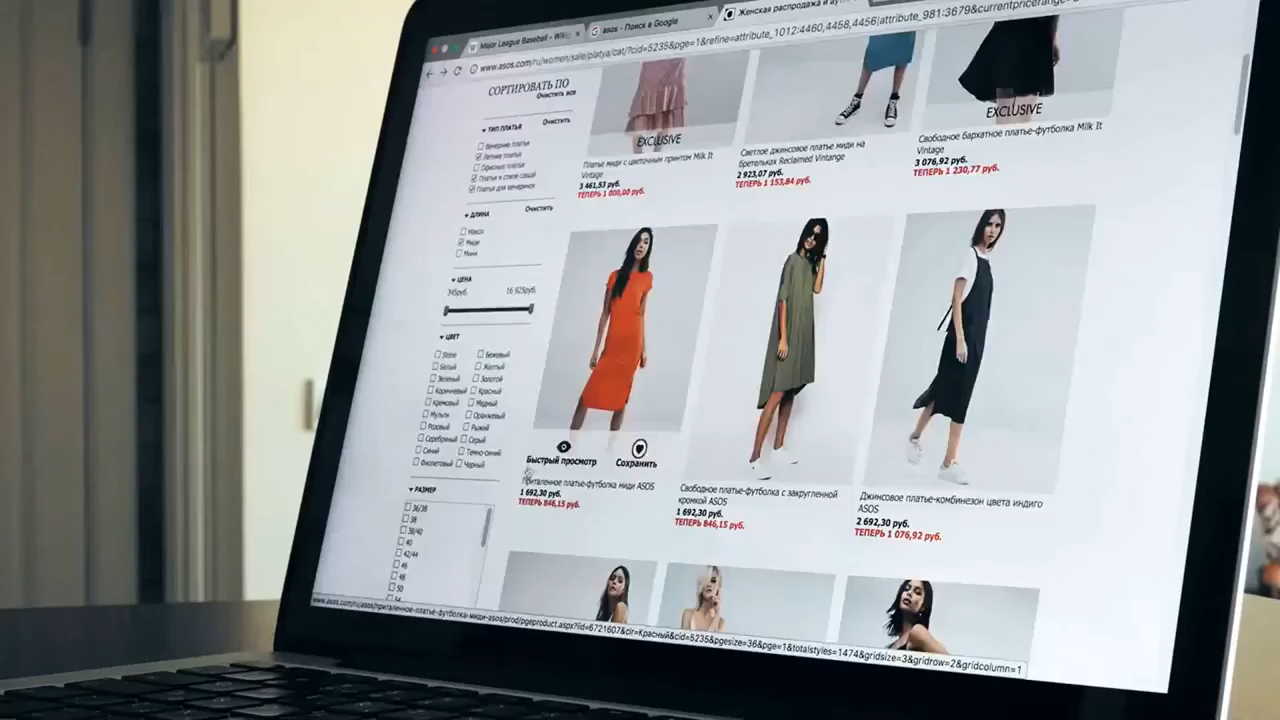 Major League Baseball - Wiki
asos - Поиск в Google
Женская распродажа и аут
www.asos.com/ru/women/sale/platya/cat/?cid=5235&pge=1&refine=attribute_1012:4460,4458,4456|attribute_981:3679&currentpricerange=
СОРТИРОВАТЬ ПО
Очистить все
ТИП ПЛАТЬЯ
Очистить
Вечерние платья
Летние платья
Офисные платья
Платья в стиле casual
Платья для вечеринок
ДЛИНА
Очистить
Макси
Миди
Мини
ЦЕНА
345руб.
16 925руб.
ЦВЕТ
Stone
Бежевый
Белый
Желтый
Зеленый
Золотой
Коричневый
Красный
Кремовый
Медный
Мульти
Оранжевый
Розовый
Рыжий
Серебряный
Серый
Синий
Темно-синий
Фиолетовый
Черный
РАЗМЕР
36/38
38
38/40
40
42/44
46
48
50
54
EXCLUSIVE
Платье миди с цветочным принтом Milk It
Vintage
3 461,53 руб.
ТЕПЕРЬ 1 000,00 руб.
Светлое джинсовое платье миди на
бретельках Reclaimed Vintange
2 923,07 руб.
ТЕПЕРЬ 1 153,84 руб.
EXCLUSIVE
Свободное бархатное платье-футболка Milk It
Vintage
3 076,92 руб.
ТЕПЕРЬ 1 230,77 руб.
Быстрый просмотр
Сохранить
Приталенное платье-футболка миди ASOS
1 692,30 руб.
ТЕПЕРЬ 846,15 руб.
Свободное платье-футболка с закругленной
кромкой ASOS
1 692,30 руб.
ТЕПЕРЬ 846,15 руб.
Джинсовое платье-комбинезон цвета индиго
ASOS
2 692,30 руб.
ТЕПЕРЬ 1 076,92 руб.
www.asos.com/ru/asos/приталенное-платье-футболка-миди-asos/prod/pgeproduct.aspx?iid=6721607&clr=Красный&cid=5235&pgesize=36&pge=1&totalstyles=1474&gridsize=3&gridrow=2&gridcolumn=1